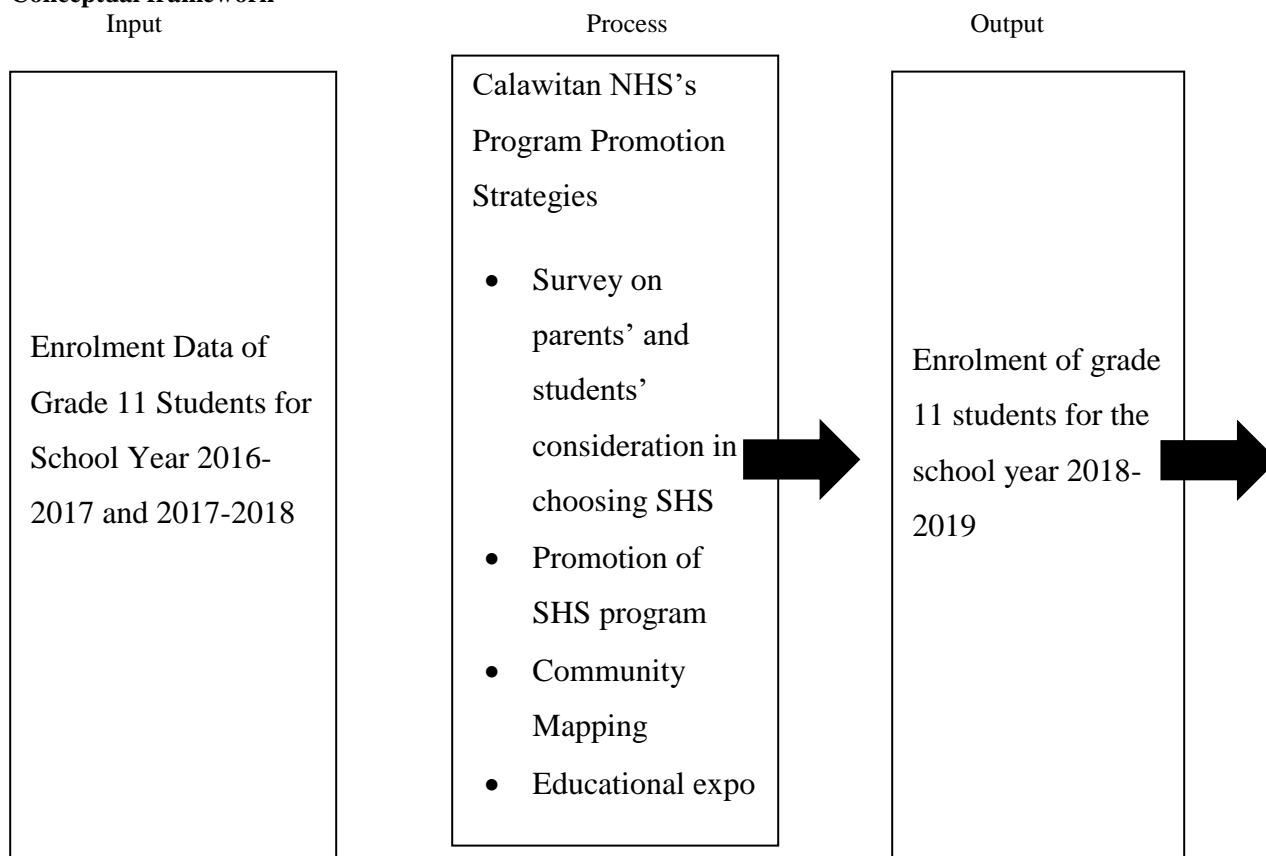 Conceptual framework
Input
Process
Output
Enrolment Data of
Grade 11 Students for
School Year 2016-
2017 and 2017-2018
Calawitan NHS’s
Program Promotion
Strategies
• Survey on
parents’ and
students’
consideration in
choosing SHS
• Promotion of
SHS program
• Community
Mapping
• Educational expo
Enrolment of grade
11 students for the
school year 2018-
2019